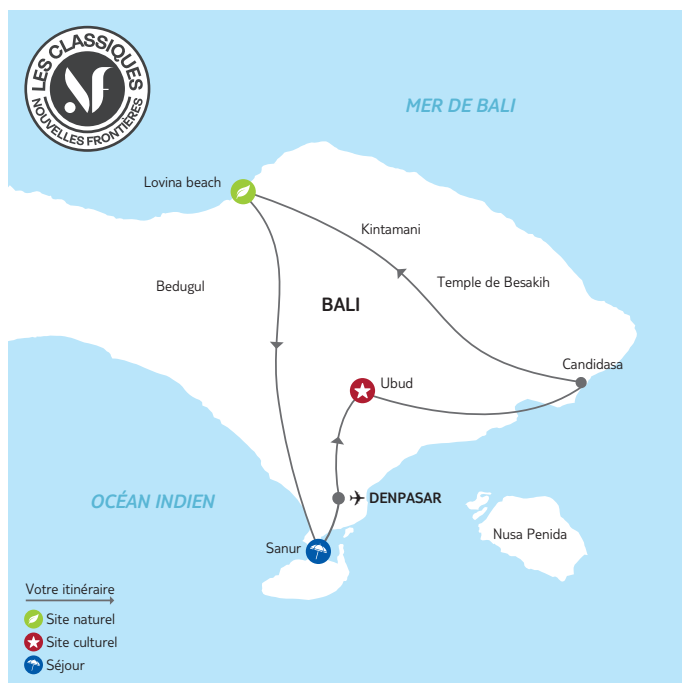 LES CLASSIQUES
NF
NOUVELLES FRONTIÈRES
MER DE BALI
Lovina beach
Kintamani
Temple de Besakih
Bedugul
BALI
Candidasa
Ubud
OCÉAN INDIEN
DENPASAR
Nusa Penida
Sanur
Votre itinéraire
Site naturel
Site culturel
Séjour